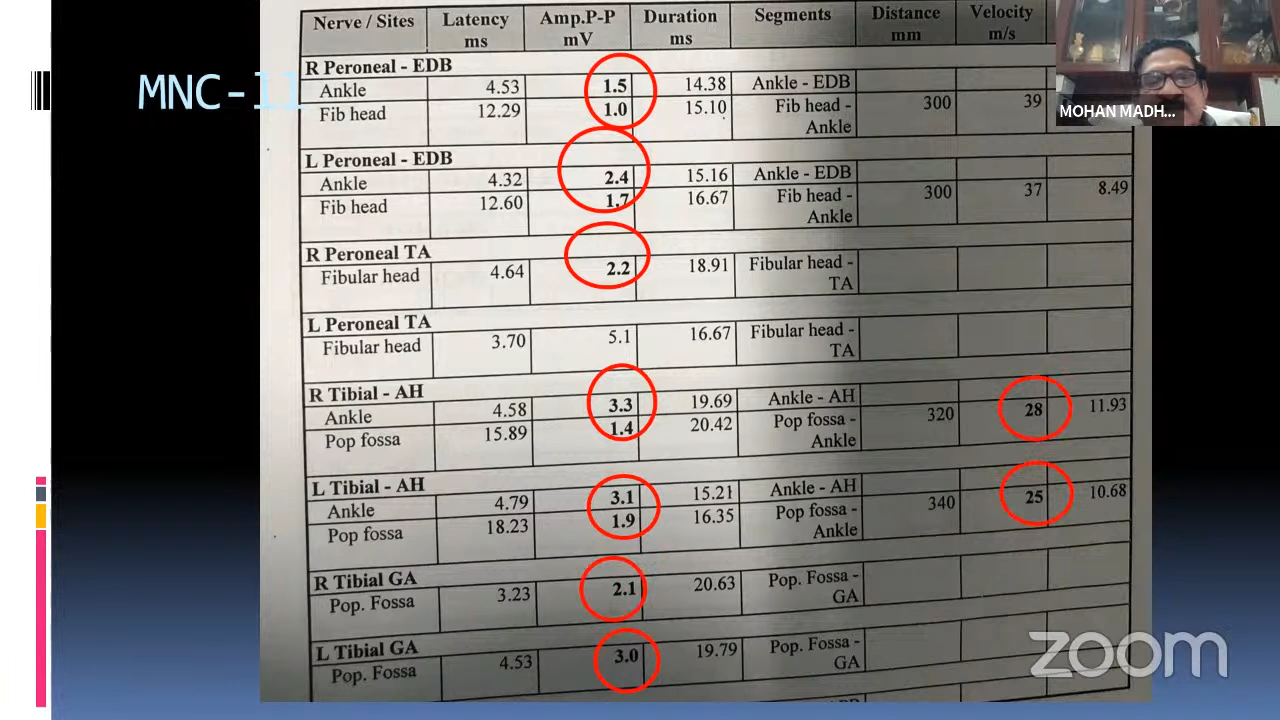 MNC-11
Nerve / Sites Latency ms Amp.P-P mV Duration ms Segments Distance mm Velocity m/s
R Peroneal - EDB
Ankle 4.53 1.5 14.38 Ankle - EDB
Fib head 12.29 1.0 15.10 Fib head - Ankle 300 39
L Peroneal - EDB
Ankle 4.32 2.4 15.16 Ankle - EDB
Fib head 12.60 1.7 16.67 Fib head - Ankle 300 37 8.49
R Peroneal TA
Fibular head 4.64 2.2 18.91 Fibular head - TA
L Peroneal TA
Fibular head 3.70 5.1 16.67 Fibular head - TA
R Tibial - AH
Ankle 4.58 3.3 19.69 Ankle - AH
Pop fossa 15.89 1.4 20.42 Pop fossa - Ankle 320 28 11.93
L Tibial - AH
Ankle 4.79 3.1 15.21 Ankle - AH
Pop fossa 18.23 1.9 16.35 Pop fossa - Ankle 340 25 10.68
R Tibial GA
Pop. Fossa 3.23 2.1 20.63 Pop. Fossa - GA
L Tibial GA
Pop. Fossa 4.53 3.0 19.79 Pop. Fossa - GA
MOHAN MADH...
zoom